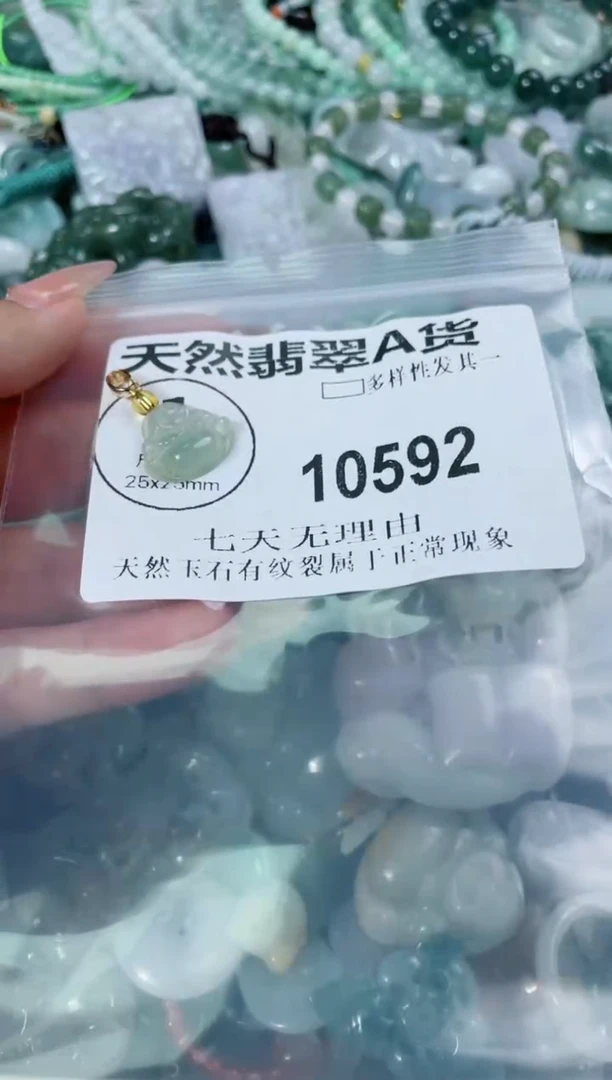 天然翡翠A货
多样性发其一
10592
25x25mm
七天无理由
天然玉石有纹裂属于正常现象